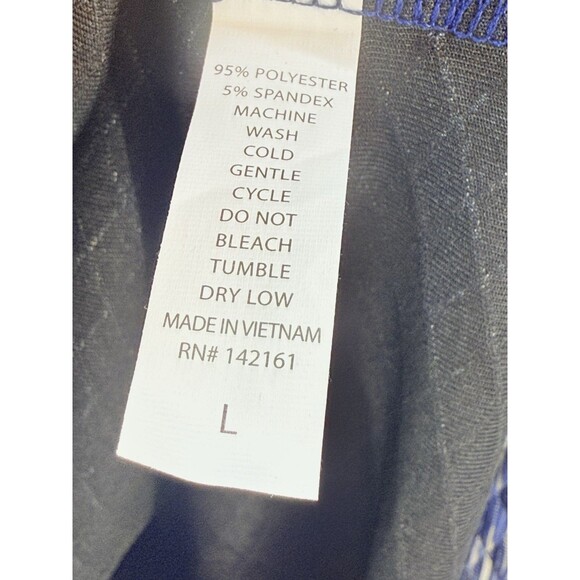 95% POLYESTER
5% SPANDEX
MACHINE
WASH
COLD
GENTLE
CYCLE
DO NOT
BLEACH
TUMBLE
DRY LOW
MADE IN VIETNAM
RN# 142161
L